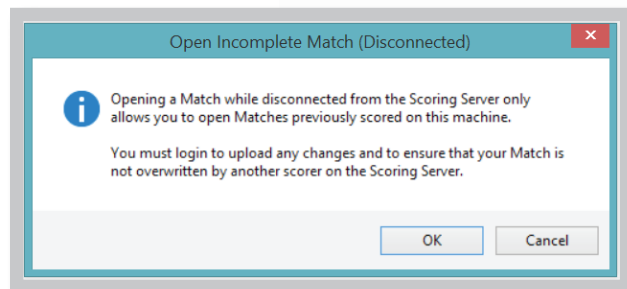 Open Incomplete Match (Disconnected)
Opening a Match while disconnected from the Scoring Server only
allows you to open Matches previously scored on this machine.
You must login to upload any changes and to ensure that your Match is
not overwritten by another scorer on the Scoring Server.
OK Cancel